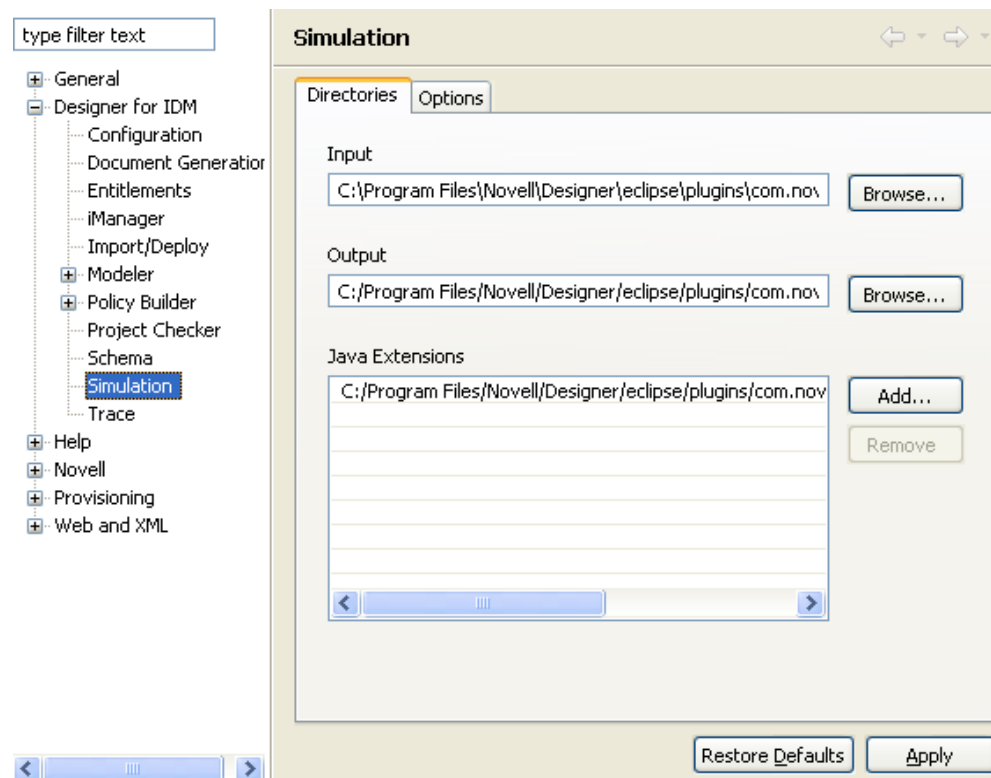 type filter text
General
Designer for IDM
Configuration
Document Generation
Entitlements
iManager
Import/Deploy
Modeler
Policy Builder
Project Checker
Schema
Simulation
Trace
Help
Novell
Provisioning
Web and XML
Simulation
Directories
Options
Input
C:\Program Files\Novell\Designer\eclipse\plugins\com.nov
Browse...
Output
C:/Program Files/Novell/Designer/eclipse/plugins/com.nov
Browse...
Java Extensions
C:/Program Files/Novell/Designer/eclipse/plugins/com.nov
Add...
Remove
Restore Defaults
Apply